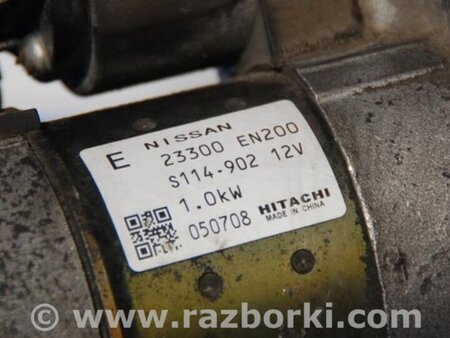 NISSAN
E 23300 EN200
S114-902 12V
1.0kW
050708 HITACHI
MADE IN CHINA
© www.razborki.com